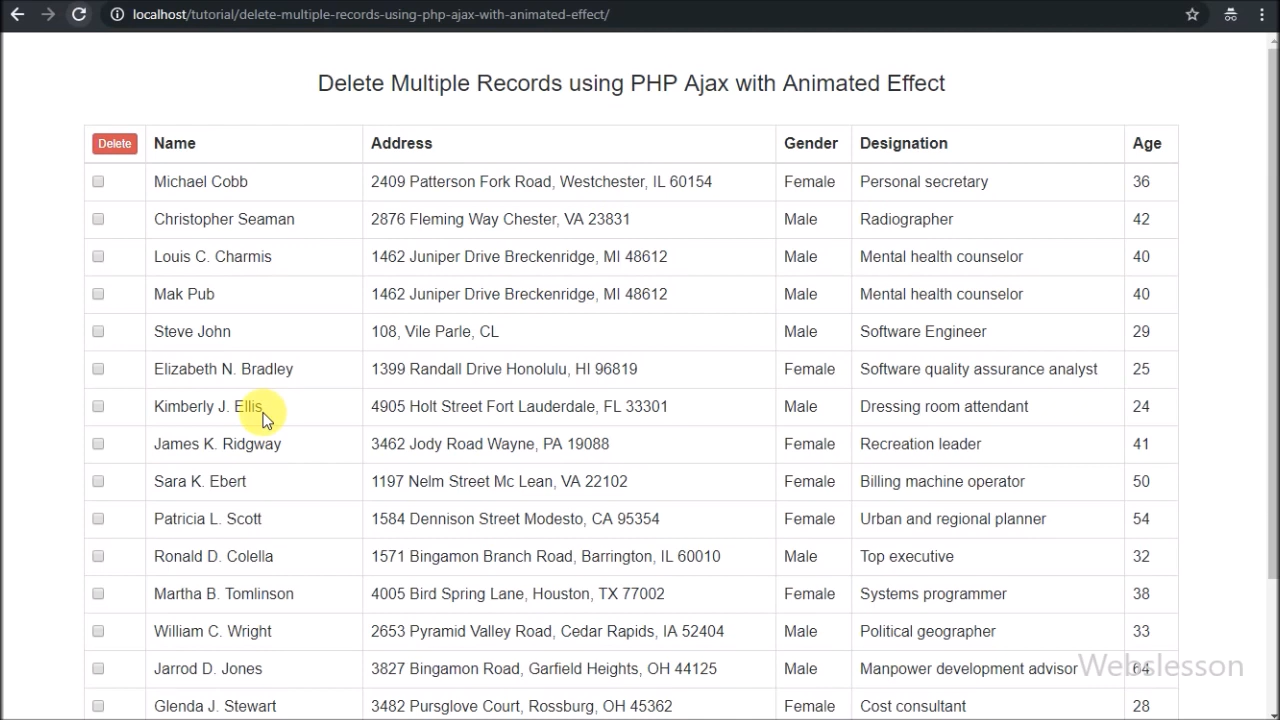 localhost/tutorial/delete-multiple-records-using-php-ajax-with-animated-effect/
Delete Multiple Records using PHP Ajax with Animated Effect
Delete Name Address Gender Designation Age
Michael Cobb 2409 Patterson Fork Road, Westchester, IL 60154 Female Personal secretary 36
Christopher Seaman 2876 Fleming Way Chester, VA 23831 Male Radiographer 42
Louis C. Charmis 1462 Juniper Drive Breckenridge, MI 48612 Male Mental health counselor 40
Mak Pub 1462 Juniper Drive Breckenridge, MI 48612 Male Mental health counselor 40
Steve John 108, Vile Parle, CL Male Software Engineer 29
Elizabeth N. Bradley 1399 Randall Drive Honolulu, HI 96819 Female Software quality assurance analyst 25
Kimberly J. Ellis 4905 Holt Street Fort Lauderdale, FL 33301 Male Dressing room attendant 24
James K. Ridgway 3462 Jody Road Wayne, PA 19088 Female Recreation leader 41
Sara K. Ebert 1197 Nelm Street Mc Lean, VA 22102 Female Billing machine operator 50
Patricia L. Scott 1584 Dennison Street Modesto, CA 95354 Female Urban and regional planner 54
Ronald D. Colella 1571 Bingamon Branch Road, Barrington, IL 60010 Male Top executive 32
Martha B. Tomlinson 4005 Bird Spring Lane, Houston, TX 77002 Female Systems programmer 38
William C. Wright 2653 Pyramid Valley Road, Cedar Rapids, IA 52404 Male Political geographer 33
Jarrod D. Jones 3827 Bingamon Road, Garfield Heights, OH 44125 Male Manpower development advisor 64
Webslesson
Glenda J. Stewart 3482 Pursglove Court, Rossburg, OH 45362 Female Cost consultant 28